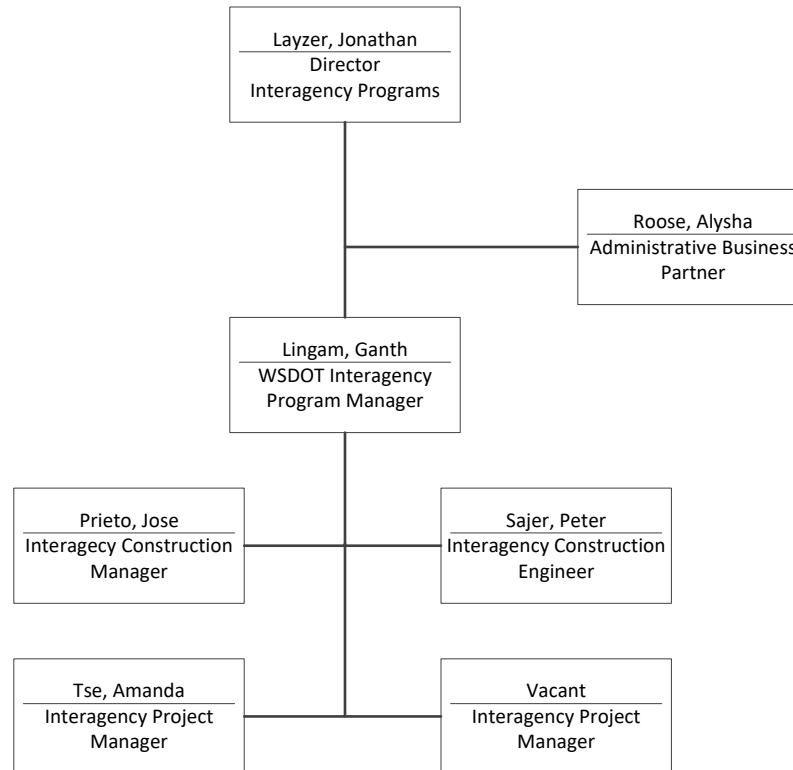 Layzer, Jonathan
Director
Interagency Programs
Roose, Alysha
Administrative Business
Partner
Lingam, Ganth
WSDOT Interagency
Program Manager
Prieto, Jose
Interagecy Construction
Manager
Sajer, Peter
Interagency Construction
Engineer
Tse, Amanda
Interagency Project
Manager
Vacant
Interagency Project
Manager